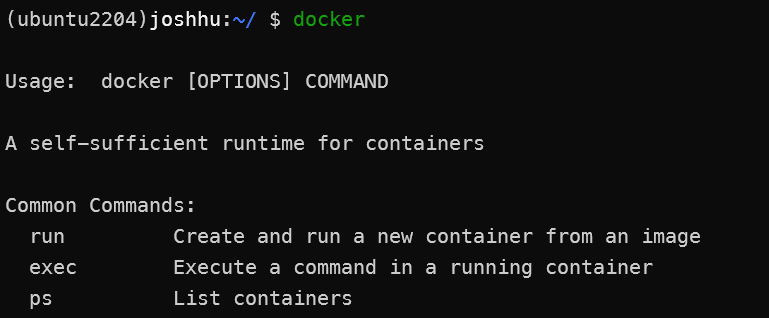 (ubuntu2204)joshhu:~/ $ docker
Usage:  docker [OPTIONS] COMMAND
A self-sufficient runtime for containers
Common Commands:
  run         Create and run a new container from an image
  exec        Execute a command in a running container
  ps          List containers